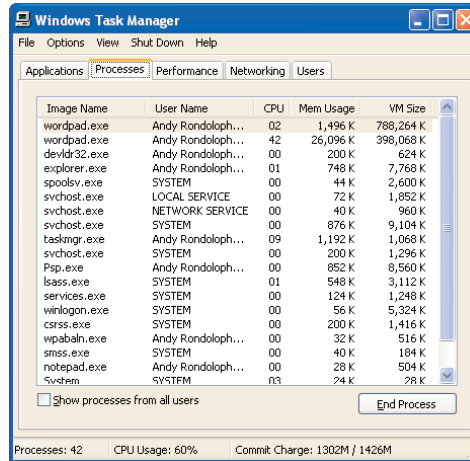 Windows Task Manager
File Options View Shut Down Help
Applications Processes Performance Networking Users
Image Name User Name CPU Mem Usage VM Size
wordpad.exe Andy Rondoloph... 02 1,496 K 788,264 K
wordpad.exe Andy Rondoloph... 42 26,096 K 398,068 K
devldr32.exe Andy Rondoloph... 00 200 K 624 K
explorer.exe Andy Rondoloph... 01 748 K 7,768 K
spoolsv.exe SYSTEM 00 44 K 2,600 K
svchost.exe LOCAL SERVICE 00 72 K 1,852 K
svchost.exe NETWORK SERVICE 00 40 K 960 K
svchost.exe SYSTEM 00 876 K 9,104 K
taskmgr.exe Andy Rondoloph... 09 1,192 K 1,068 K
svchost.exe SYSTEM 00 200 K 1,296 K
Psp.exe Andy Rondoloph... 00 852 K 8,560 K
lsass.exe SYSTEM 01 548 K 3,112 K
services.exe SYSTEM 00 124 K 1,248 K
winlogon.exe SYSTEM 00 56 K 5,324 K
csrss.exe SYSTEM 00 200 K 1,416 K
wpabaln.exe Andy Rondoloph... 00 32 K 516 K
smss.exe SYSTEM 00 40 K 184 K
notepad.exe Andy Rondoloph... 00 28 K 504 K
System SYSTEM 03 24 K 28 K
Show processes from all users End Process
Processes: 42 CPU Usage: 60% Commit Charge: 1302M / 1426M